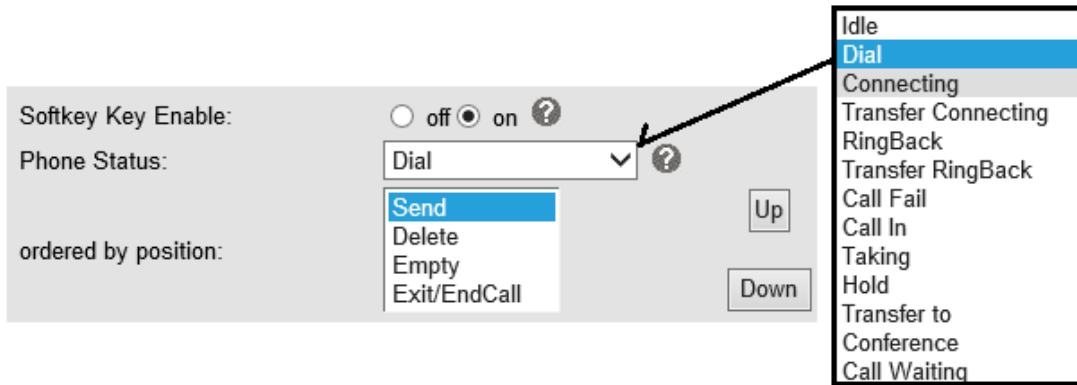 Softkey Key Enable: off on ?
Phone Status: Dial ?
ordered by position:
Send
Delete
Empty
Exit/EndCall
Up
Down
Idle
Dial
Connecting
Transfer Connecting
RingBack
Transfer RingBack
Call Fail
Call In
Taking
Hold
Transfer to
Conference
Call Waiting